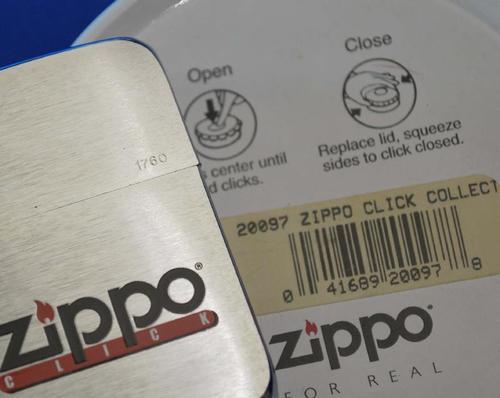 Open
Close
center until
clicks.
Replace lid, squeeze
sides to click closed.
1760
20097 ZIPPO CLICK COLLECT
0 41689 20097 8
zippo®
CLICK
zippo®
FOR REAL